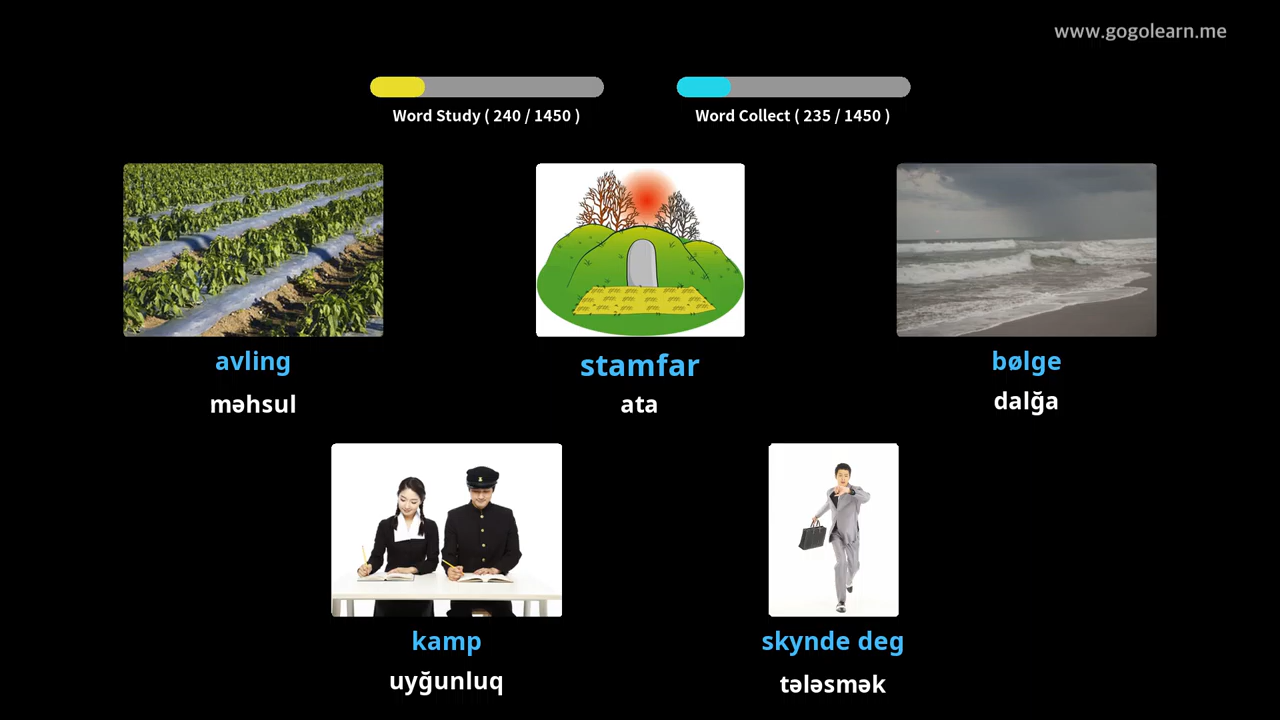 www.gogolearn.me
Word Study ( 240 / 1450 )
Word Collect ( 235 / 1450 )
avling
stamfar
bølge
məhsul
ata
dalğa
kamp
skynde deg
uyğunluq
tələsmək